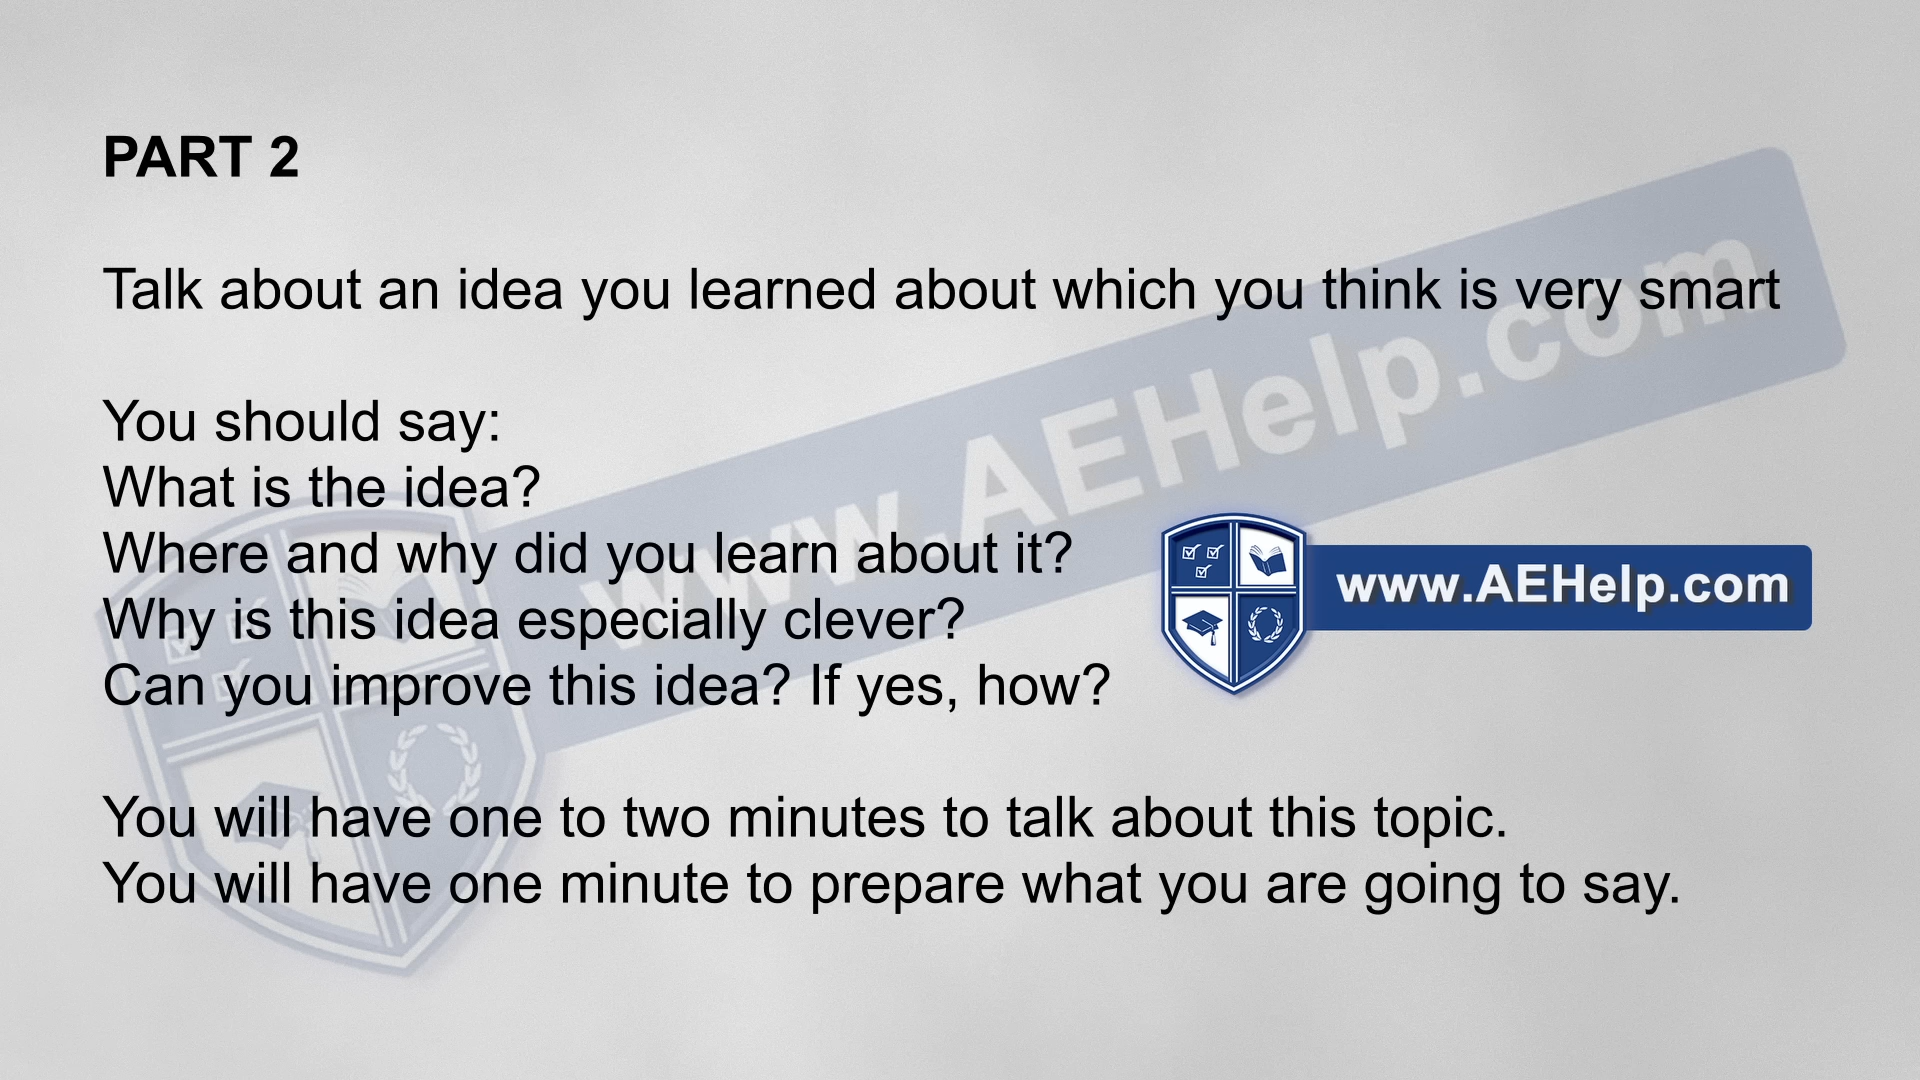 PART 2
Talk about an idea you learned about which you think is very smart
You should say:
What is the idea?
Where and why did you learn about it?
Why is this idea especially clever?
Can you improve this idea? If yes, how?
www.AEHelp.com
www.AEHelp.com
You will have one to two minutes to talk about this topic.
You will have one minute to prepare what you are going to say.